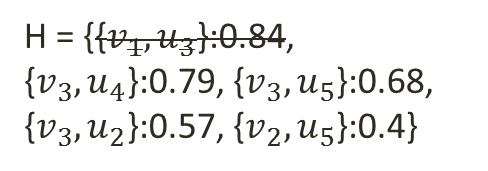 H = {{v₁, u₃}:0.84,
{v₃, u₄}:0.79, {v₃, u₅}:0.68,
{v₃, u₂}:0.57, {v₂, u₅}:0.4}